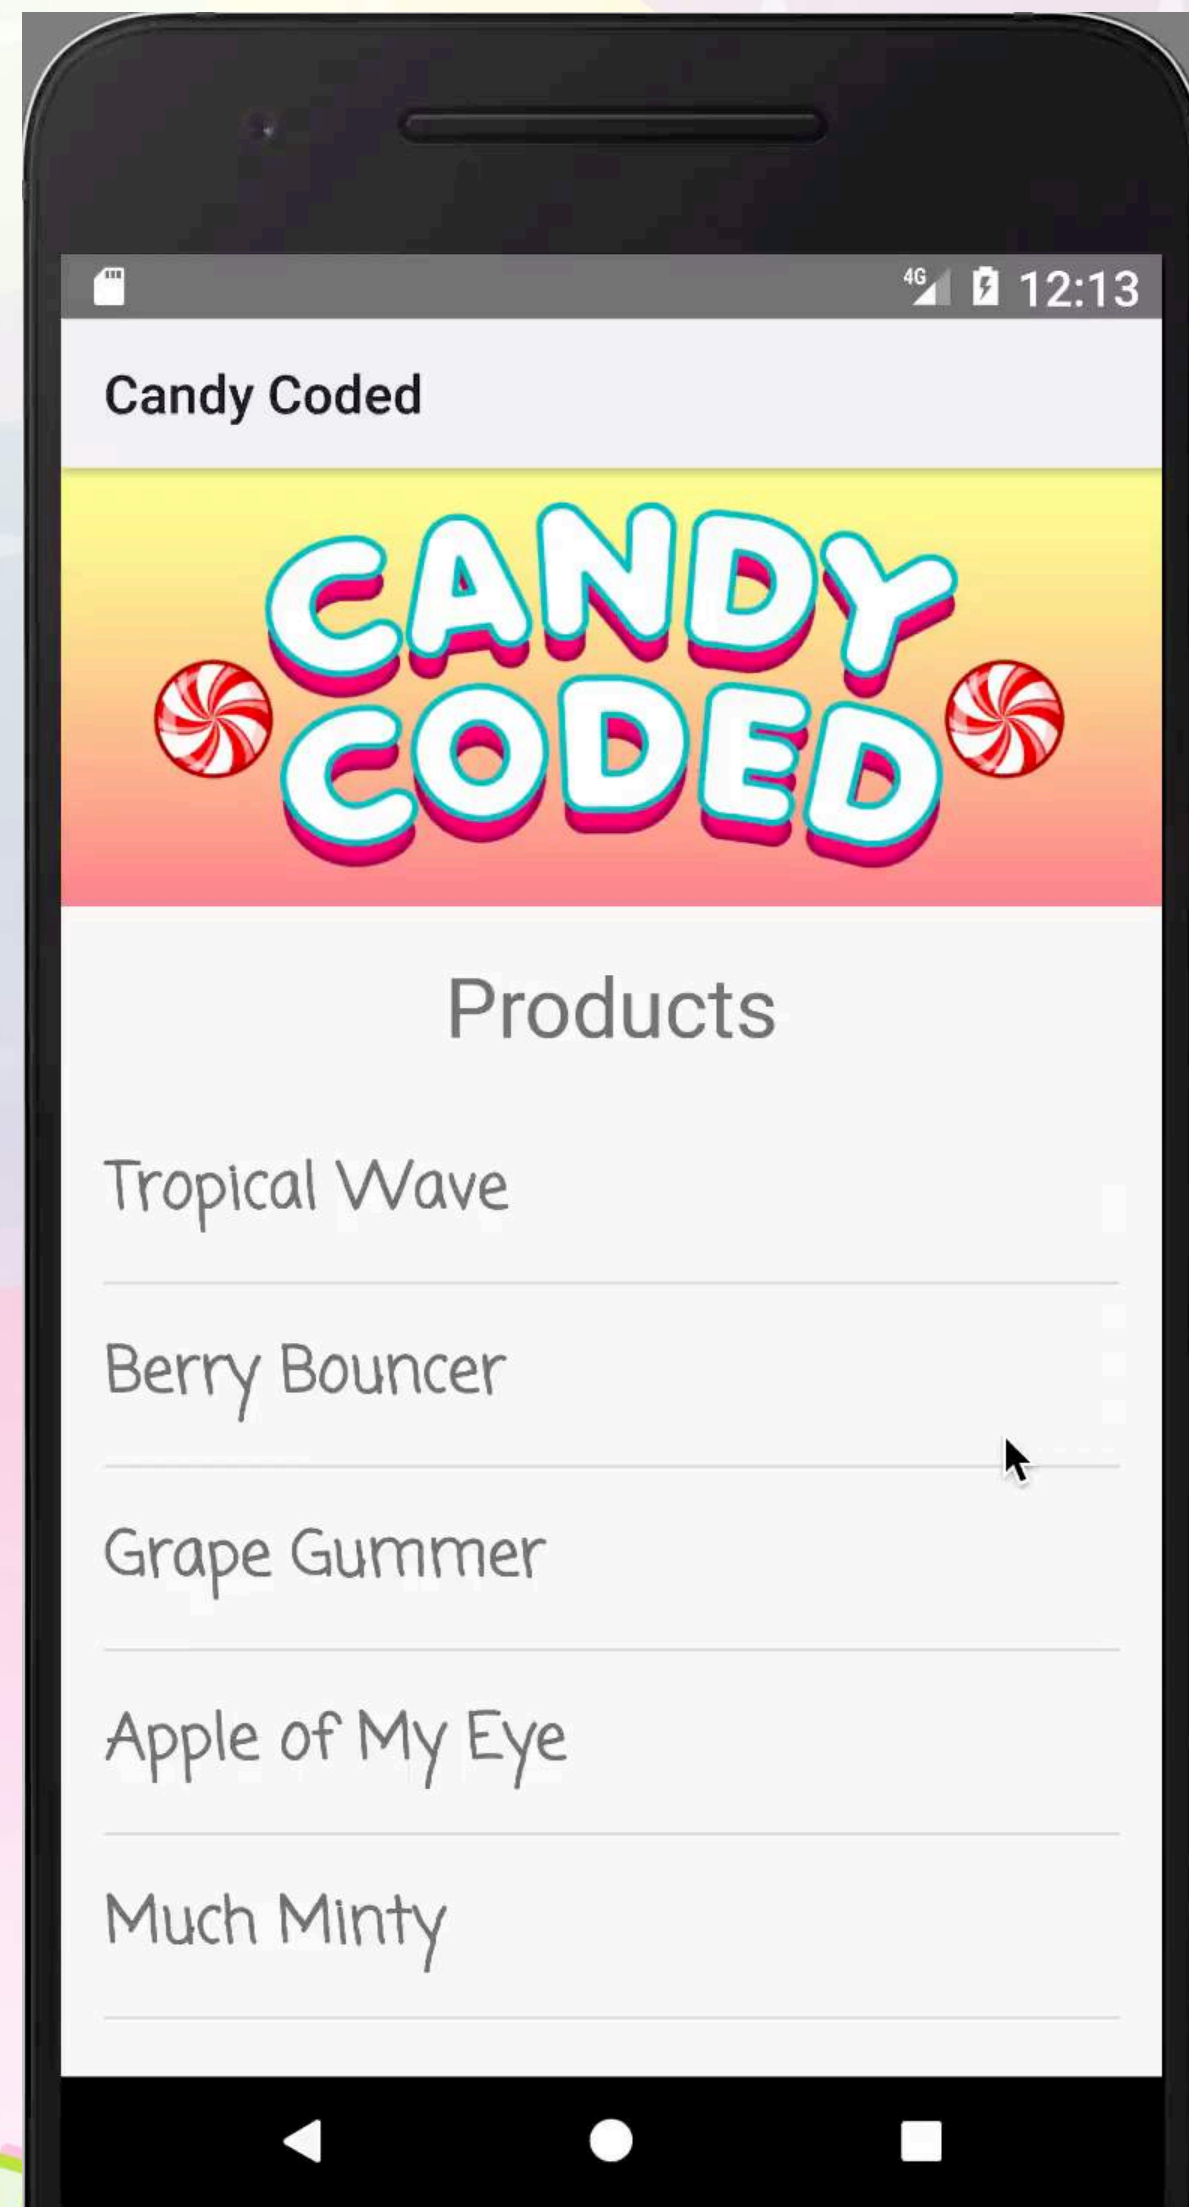 4G 12:13
Candy Coded
CANDY
CODED
Products
Tropical Wave
Berry Bouncer
Grape Gummer
Apple of My Eye
Much Minty